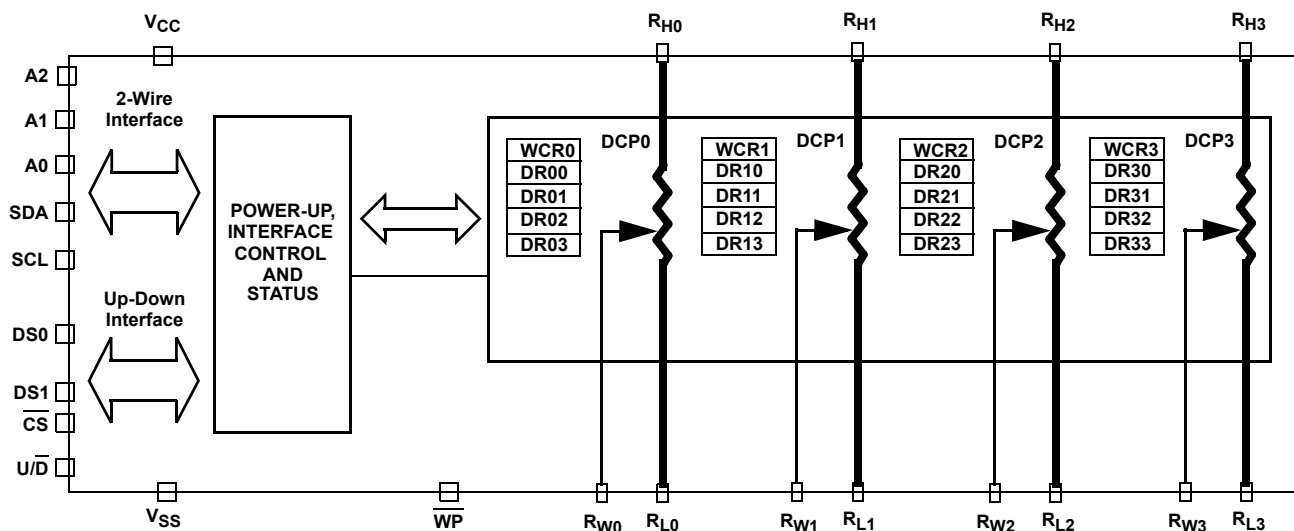 VCC
RH0
RH1
RH2
RH3
A2
A1
A0
SDA
SCL
DS0
DS1
C̅S̅
U/D̅
2-Wire
Interface
Up-Down
Interface
POWER-UP,
INTERFACE
CONTROL
AND
STATUS
WCR0
DR00
DR01
DR02
DR03
DCP0
WCR1
DR10
DR11
DR12
DR13
DCP1
WCR2
DR20
DR21
DR22
DR23
DCP2
WCR3
DR30
DR31
DR32
DR33
DCP3
VSS
W̅P̅
RW0
RL0
RW1
RL1
RW2
RL2
RW3
RL3